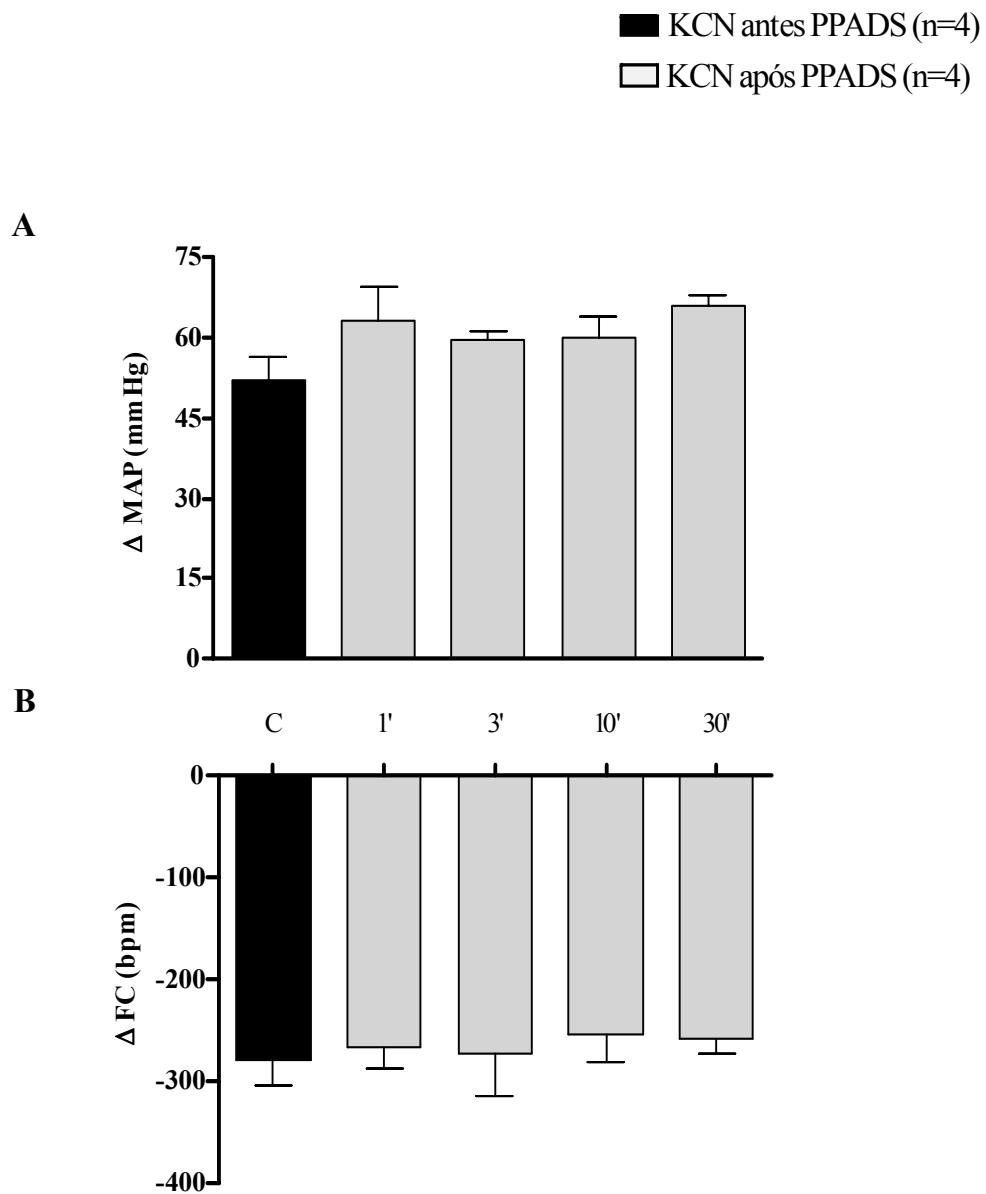 KCN antes PPADS (n=4)
KCN após PPADS (n=4)
A
75
60
45
30
15
0
Δ MAP (mmHg)
B
C 1' 3' 10' 30'
0
-100
-200
-300
-400
Δ FC (bpm)